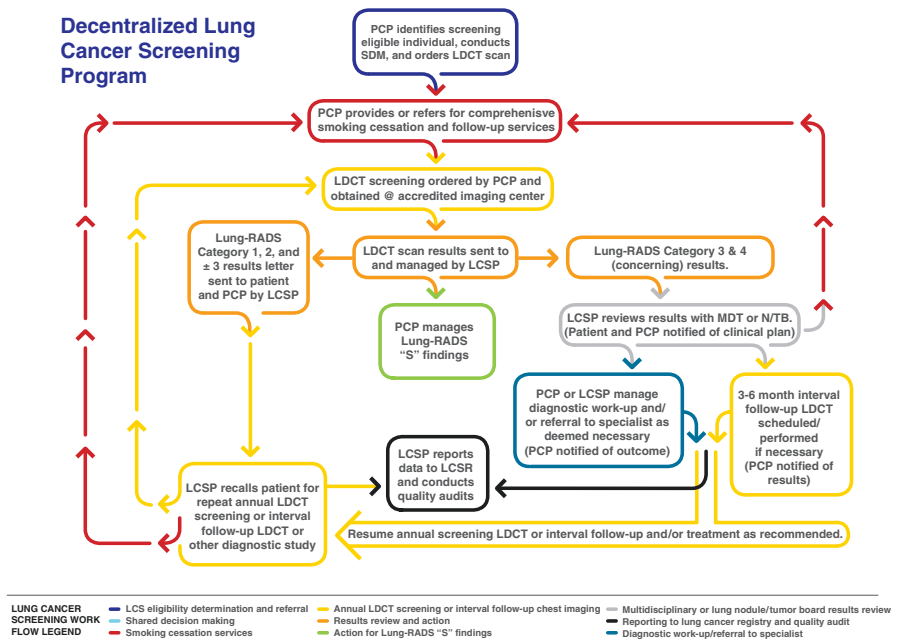 Decentralized Lung
Cancer Screening
Program
PCP identifies screening
eligible individual, conducts
SDM, and orders LDCT scan
PCP provides or refers for comprehenisve
smoking cessation and follow-up services
LDCT screening ordered by PCP and
obtained @ accredited imaging center
Lung-RADS
Category 1, 2, and
± 3 results letter
sent to patient
and PCP by LCSP
LDCT scan results sent to
and managed by LCSP
Lung-RADS Category 3 & 4
(concerning) results.
PCP manages
Lung-RADS
“S” findings
LCSP reviews results with MDT or N/TB.
(Patient and PCP notified of clinical plan)
PCP or LCSP manage
diagnostic work-up and/
or referral to specialist as
deemed necessary
(PCP notified of outcome)
3-6 month interval
follow-up LDCT
scheduled/
performed
if necessary
(PCP notified of
results)
LCSP reports
data to LCSR
and conducts
quality audits
LCSP recalls patient for
repeat annual LDCT
screening or interval
follow-up LDCT or
other diagnostic study
Resume annual screening LDCT or interval follow-up and/or treatment as recommended.
LUNG CANCER
SCREENING WORK
FLOW LEGEND
LCS eligibility determination and referral
Shared decision making
Smoking cessation services
Annual LDCT screening or interval follow-up chest imaging
Results review and action
Action for Lung-RADS “S” findings
Multidisciplinary or lung nodule/tumor board results review
Reporting to lung cancer registry and quality audit
Diagnostic work-up/referral to specialist